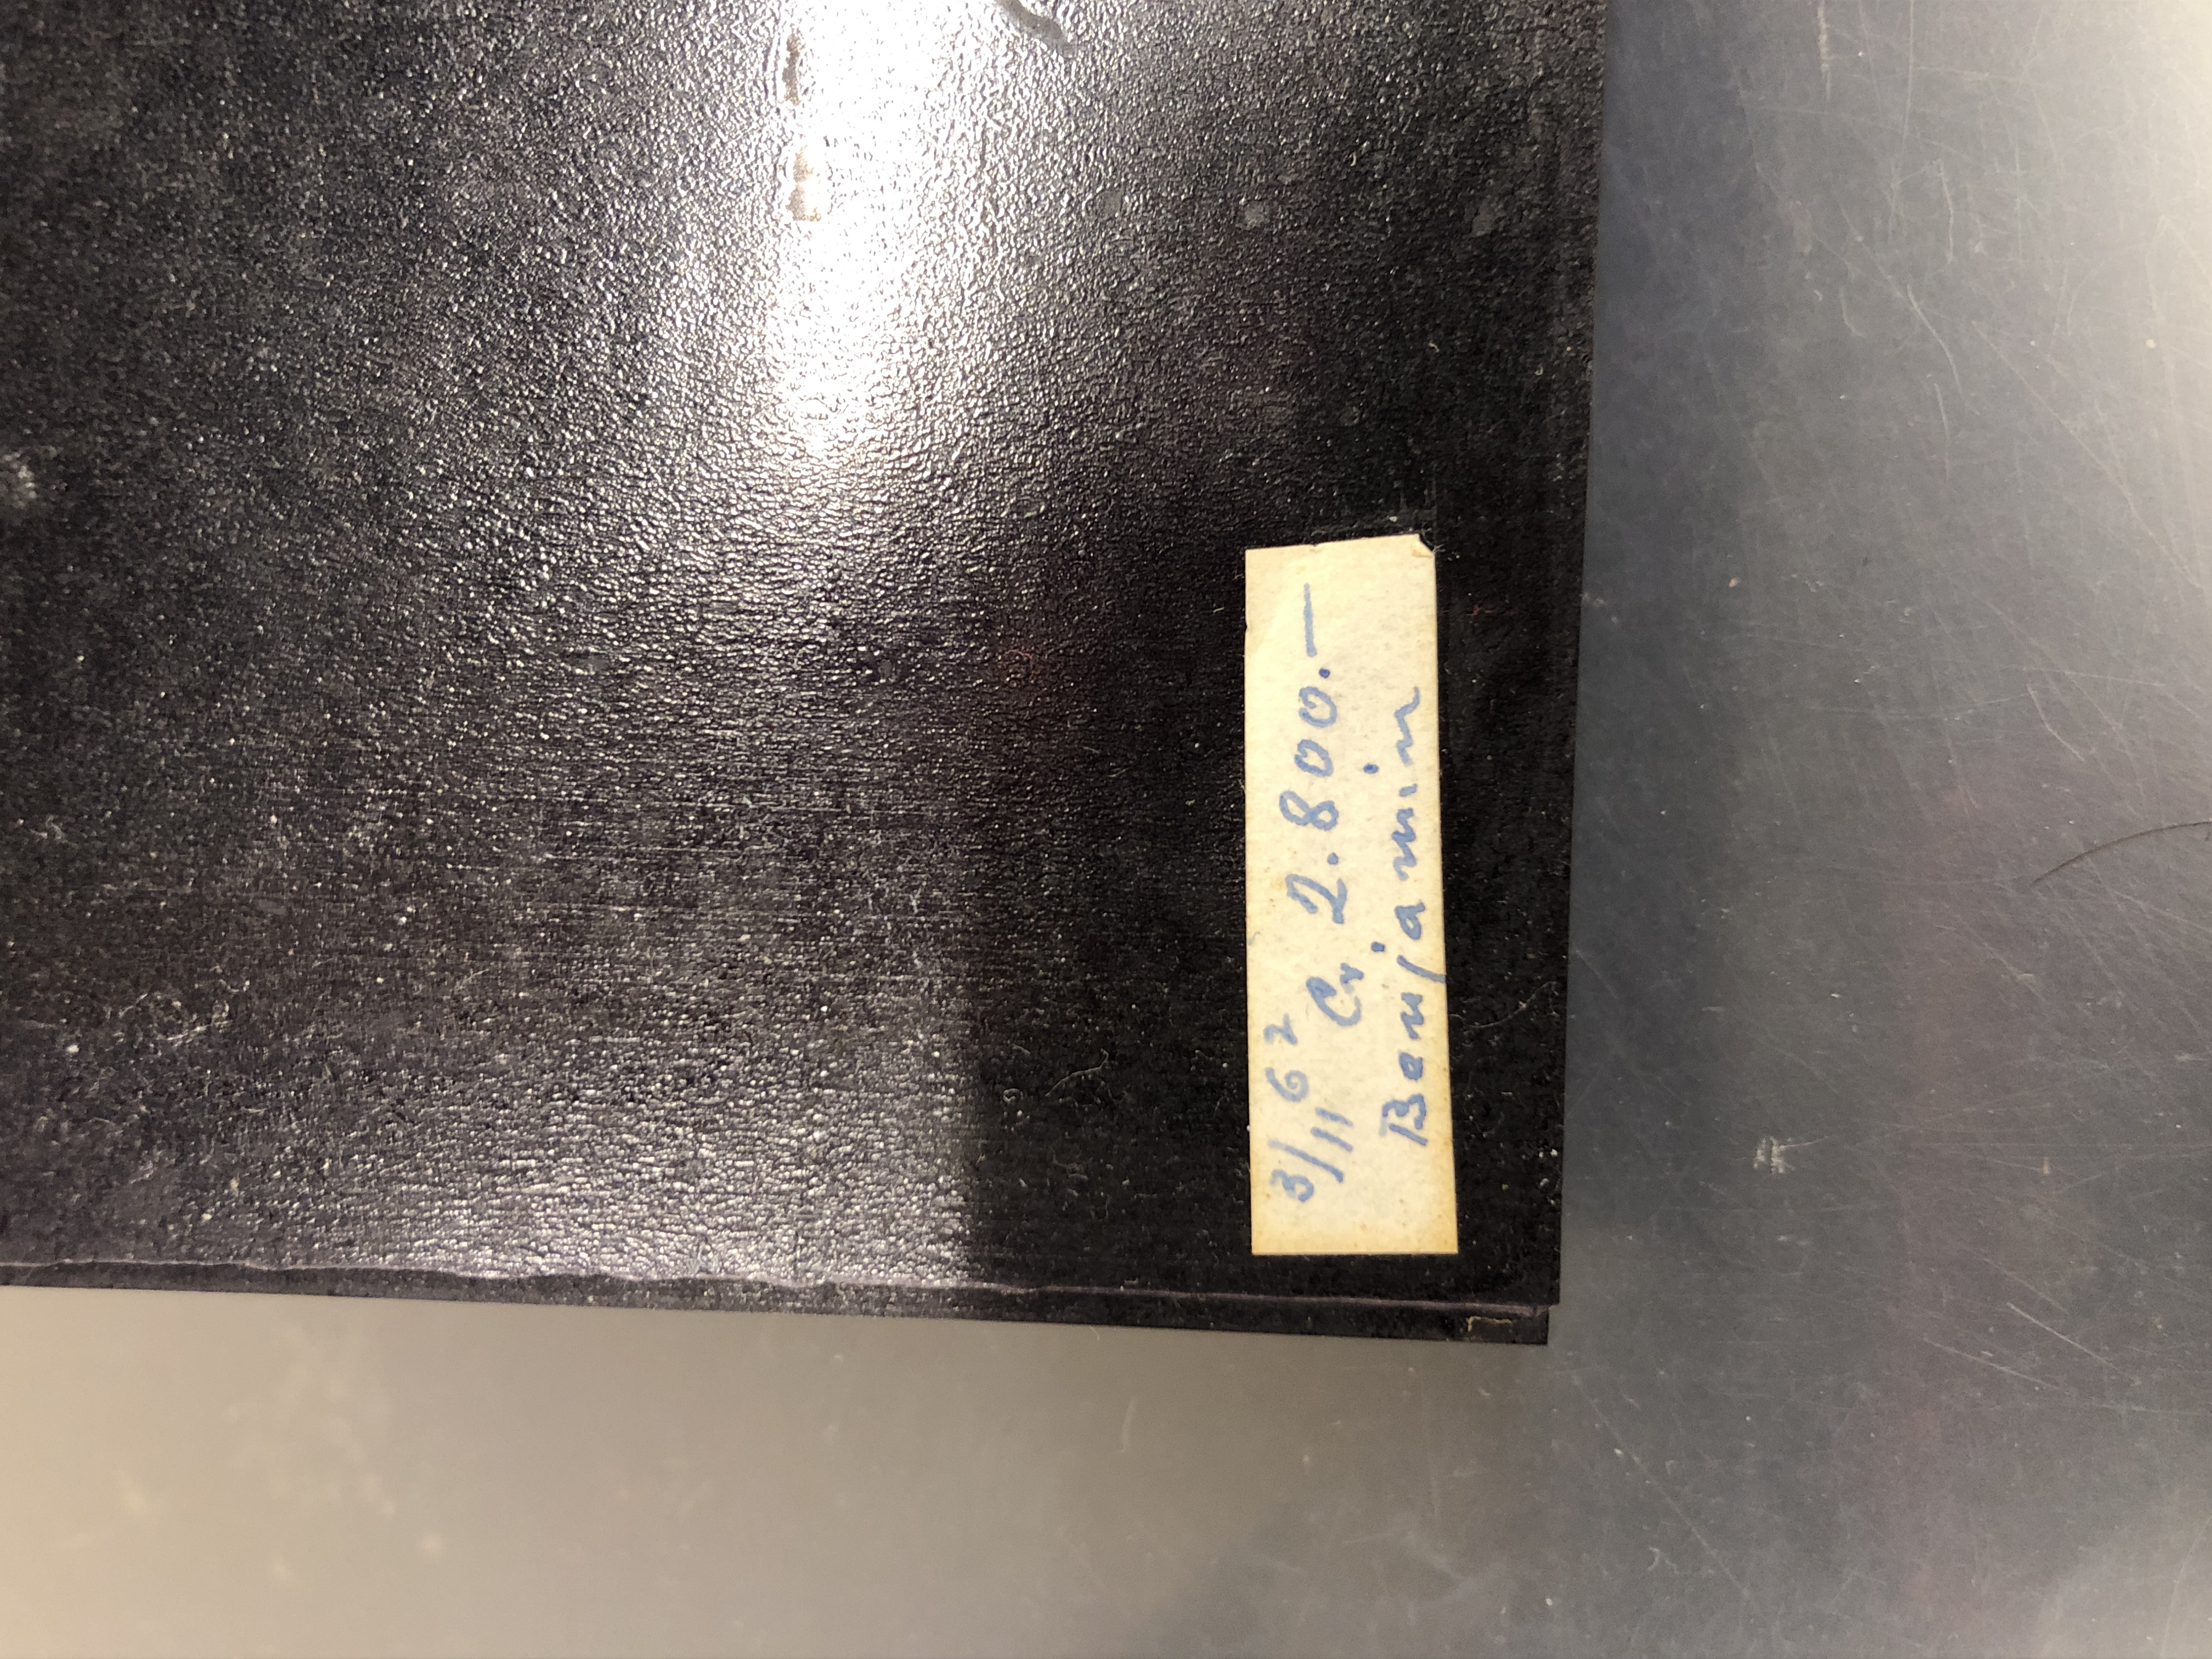 3/11 62 Cr. 2.800.—
Benjamin